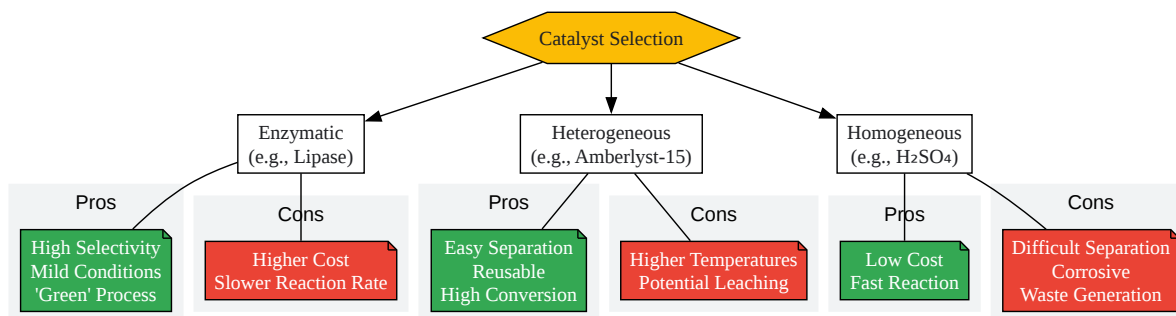 Catalyst Selection
Enzymatic
(e.g., Lipase)
Heterogeneous
(e.g., Amberlyst-15)
Homogeneous
(e.g., H₂SO₄)
Pros
High Selectivity
Mild Conditions
'Green' Process
Cons
Higher Cost
Slower Reaction Rate
Pros
Easy Separation
Reusable
High Conversion
Cons
Higher Temperatures
Potential Leaching
Pros
Low Cost
Fast Reaction
Cons
Difficult Separation
Corrosive
Waste Generation